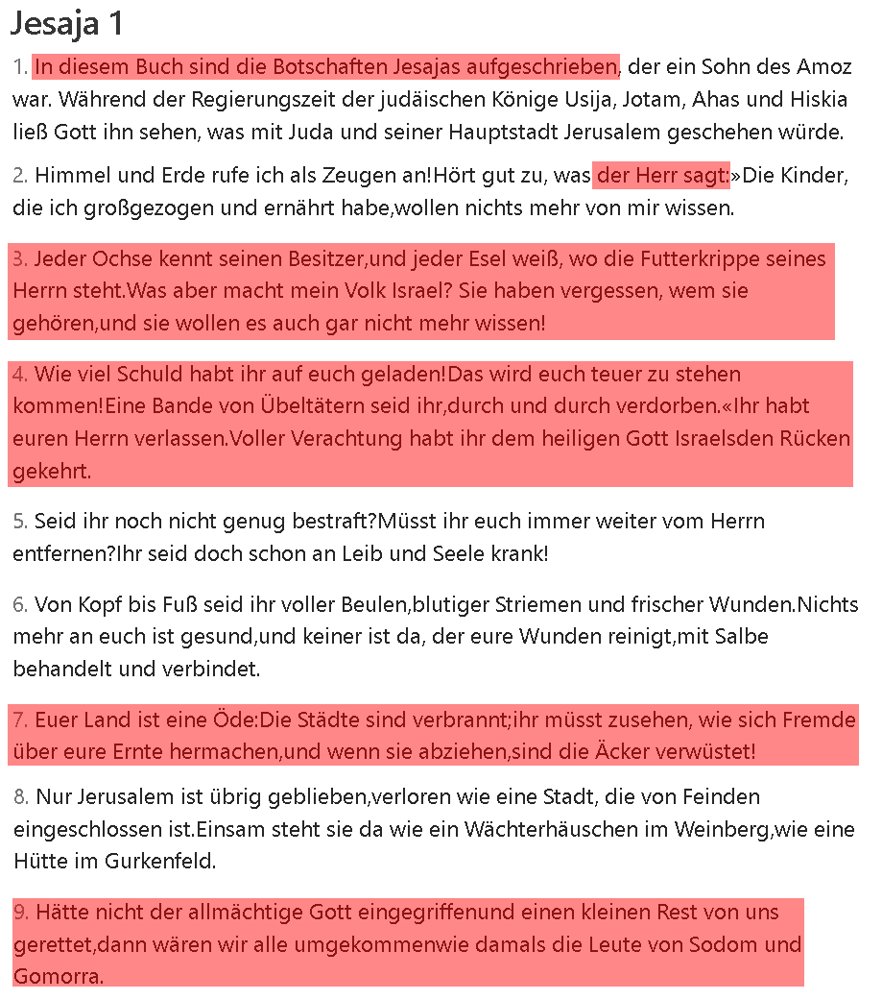 Jesaja 1
1. In diesem Buch sind die Botschaften Jesajas aufgeschrieben, der ein Sohn des Amoz
war. Während der Regierungszeit der judäischen Könige Usija, Jotam, Ahas und Hiskia
ließ Gott ihn sehen, was mit Juda und seiner Hauptstadt Jerusalem geschehen würde.
2. Himmel und Erde rufe ich als Zeugen an!Hört gut zu, was der Herr sagt:»Die Kinder,
die ich großgezogen und ernährt habe,wollen nichts mehr von mir wissen.
3. Jeder Ochse kennt seinen Besitzer,und jeder Esel weiß, wo die Futterkrippe seines
Herrn steht.Was aber macht mein Volk Israel? Sie haben vergessen, wem sie
gehören,und sie wollen es auch gar nicht mehr wissen!
4. Wie viel Schuld habt ihr auf euch geladen!Das wird euch teuer zu stehen
kommen!Eine Bande von Übeltätern seid ihr,durch und durch verdorben.«Ihr habt
euren Herrn verlassen.Voller Verachtung habt ihr dem heiligen Gott Israelsden Rücken
gekehrt.
5. Seid ihr noch nicht genug bestraft?Müsst ihr euch immer weiter vom Herrn
entfernen?Ihr seid doch schon an Leib und Seele krank!
6. Von Kopf bis Fuß seid ihr voller Beulen,blutiger Striemen und frischer Wunden.Nichts
mehr an euch ist gesund,und keiner ist da, der eure Wunden reinigt,mit Salbe
behandelt und verbindet.
7. Euer Land ist eine Öde:Die Städte sind verbrannt;ihr müsst zusehen, wie sich Fremde
über eure Ernte hermachen,und wenn sie abziehen,sind die Äcker verwüstet!
8. Nur Jerusalem ist übrig geblieben,verloren wie eine Stadt, die von Feinden
eingeschlossen ist.Einsam steht sie da wie ein Wächterhäuschen im Weinberg,wie eine
Hütte im Gurkenfeld.
9. Hätte nicht der allmächtige Gott eingegriffenund einen kleinen Rest von uns
gerettet,dann wären wir alle umgekommenwie damals die Leute von Sodom und
Gomorra.